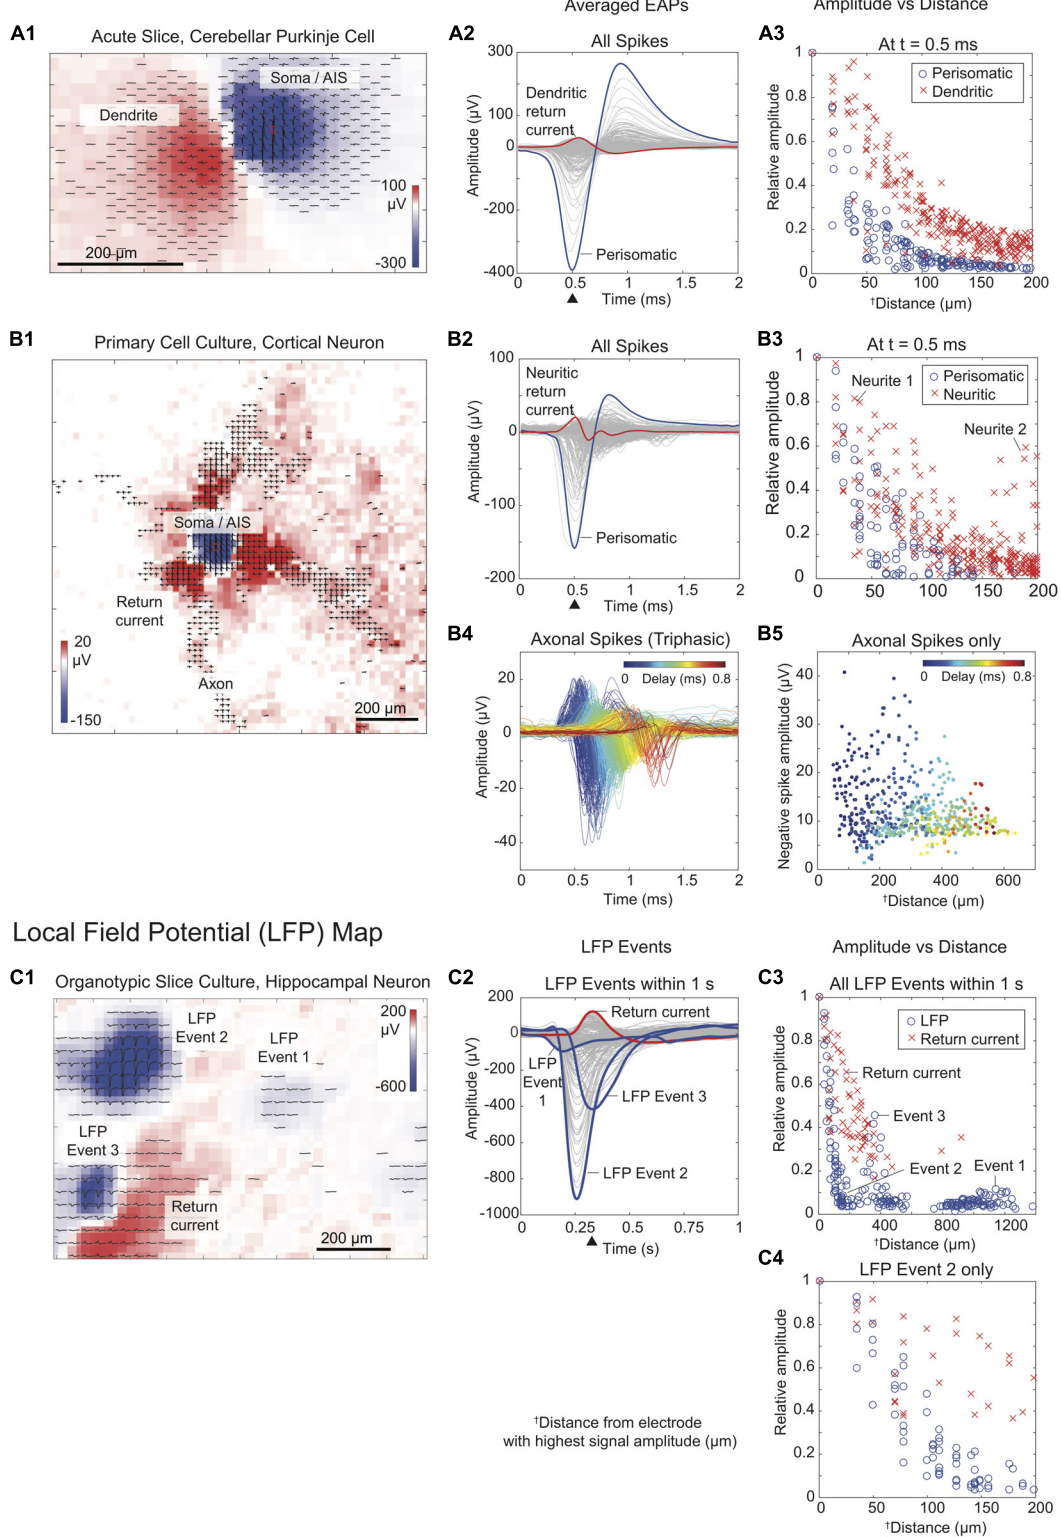 Averaged EAPs
Amplitude vs Distance
A1
Acute Slice, Cerebellar Purkinje Cell
Soma / AIS
Dendrite
100
µV
-300
200 µm
A2
All Spikes
Dendritic
return
current
Perisomatic
Amplitude (µV)
300
200
100
0
-200
-400
0
0.5
1
1.5
2
Time (ms)
A3
At t = 0.5 ms
Perisomatic
Dendritic
Relative amplitude
1
0.8
0.6
0.4
0.2
0
0
50
100
150
200
†Distance (µm)
B1
Primary Cell Culture, Cortical Neuron
Soma / AIS
Return
current
Axon
20
µV
-150
200 µm
B2
All Spikes
Neuritic
return
current
Perisomatic
Amplitude (µV)
100
0
-100
-200
0
0.5
1
1.5
2
Time (ms)
B3
At t = 0.5 ms
Neurite 1
Perisomatic
Neuritic
Neurite 2
Relative amplitude
1
0.8
0.6
0.4
0.2
0
0
50
100
150
200
B4
Axonal Spikes (Triphasic)
0 Delay (ms) 0.8
Amplitude (µV)
20
0
-20
-40
0
0.5
1
1.5
2
Time (ms)
B5
Axonal Spikes only
0 Delay (ms) 0.8
Negative spike amplitude (µV)
40
30
20
10
0
0
200
400
600
†Distance (µm)
Local Field Potential (LFP) Map
LFP Events
Amplitude vs Distance
C1
Organotypic Slice Culture, Hippocampal Neuron
LFP
Event 2
LFP
Event 1
200
µV
-600
LFP
Event 3
Return
current
200 µm
C2
LFP Events within 1 s
Return current
LFP
Event
1
LFP Event 3
LFP Event 2
Amplitude (µV)
200
0
-200
-400
-600
-800
-1000
0
0.25
0.5
0.75
1
Time (s)
C3
All LFP Events within 1 s
LFP
Return current
Return current
Event 3
Event 2
Event 1
Relative amplitude
1
0.8
0.6
0.4
0.2
0
0
400
800
1200
†Distance (µm)
C4
LFP Event 2 only
Relative amplitude
1
0.8
0.6
0.4
0.2
0
0
50
100
150
200
†Distance (µm)
†Distance from electrode
with highest signal amplitude (µm)